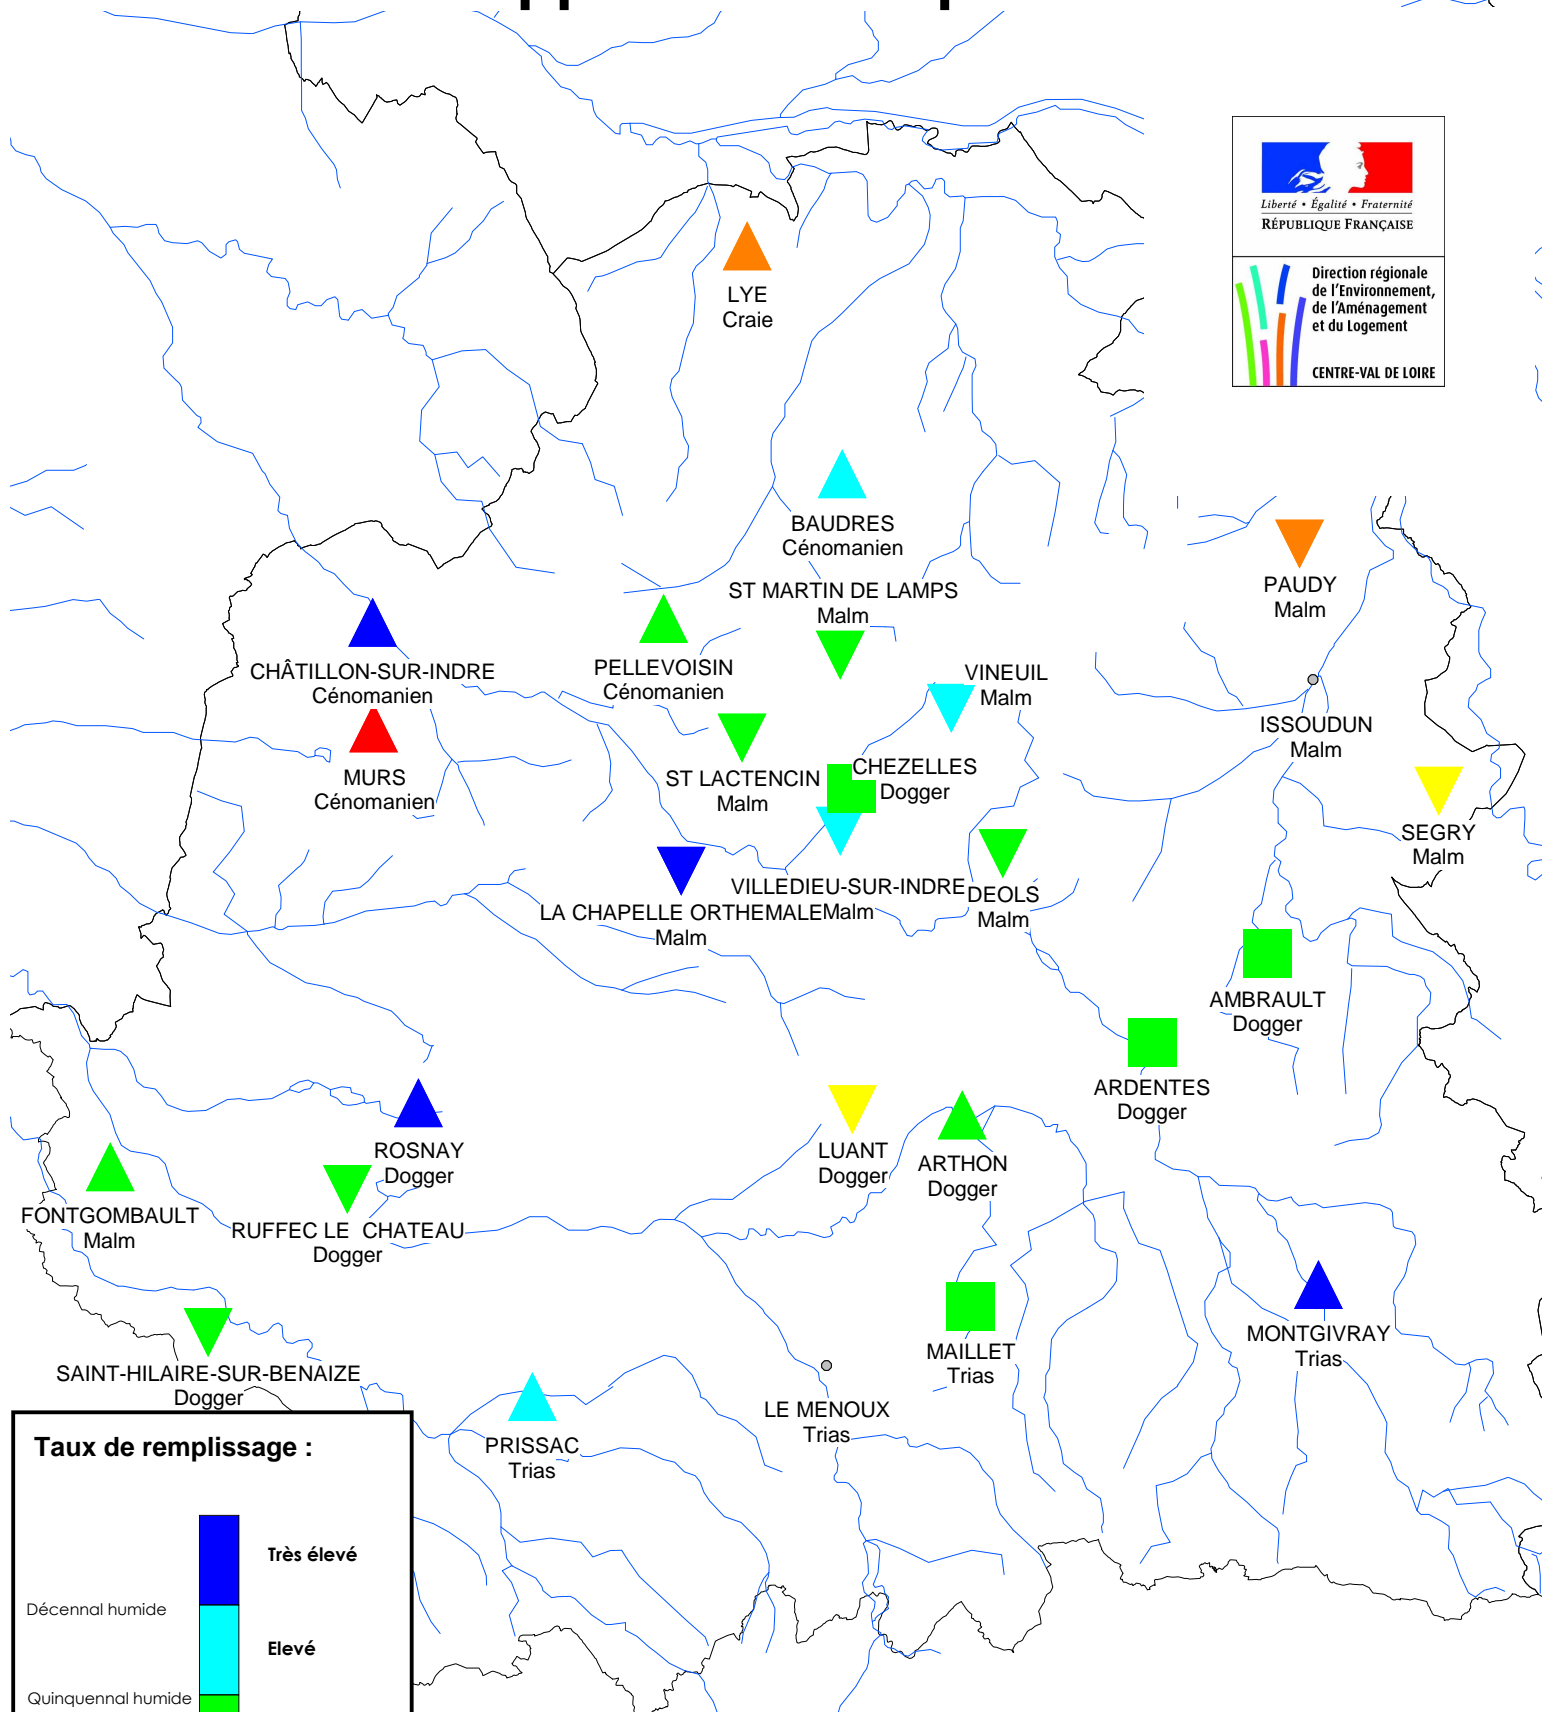 Liberté • Égalité • Fraternité
RÉPUBLIQUE FRANÇAISE
Direction régionale
de l'Environnement,
de l'Aménagement
et du Logement
CENTRE-VAL DE LOIRE
LYE
Craie
BAUDRES
Cénomanien
PAUDY
Malm
ST MARTIN DE LAMPS
Malm
CHÂTILLON-SUR-INDRE
Cénomanien
PELLEVOISIN
Cénomanien
VINEUIL
Malm
ISSOUDUN
Malm
MURS
Cénomanien
ST LACTENCIN
Malm
CHEZELLES
Dogger
SEGRY
Malm
VILLEDIEU-SUR-INDRE
Malm
DEOLS
Malm
LA CHAPELLE ORTHEMALE
Malm
AMBRAULT
Dogger
ARDENTES
Dogger
ROSNAY
Dogger
LUANT
Dogger
ARTHON
Dogger
FONTGOMBAULT
Malm
RUFFEC LE CHATEAU
Dogger
MONTGIVRAY
Trias
MAILLET
Trias
SAINT-HILAIRE-SUR-BENAIZE
Dogger
LE MENOUX
Trias
PRISSAC
Trias
Taux de remplissage :
Très élevé
Décennal humide
Elevé
Quinquennal humide